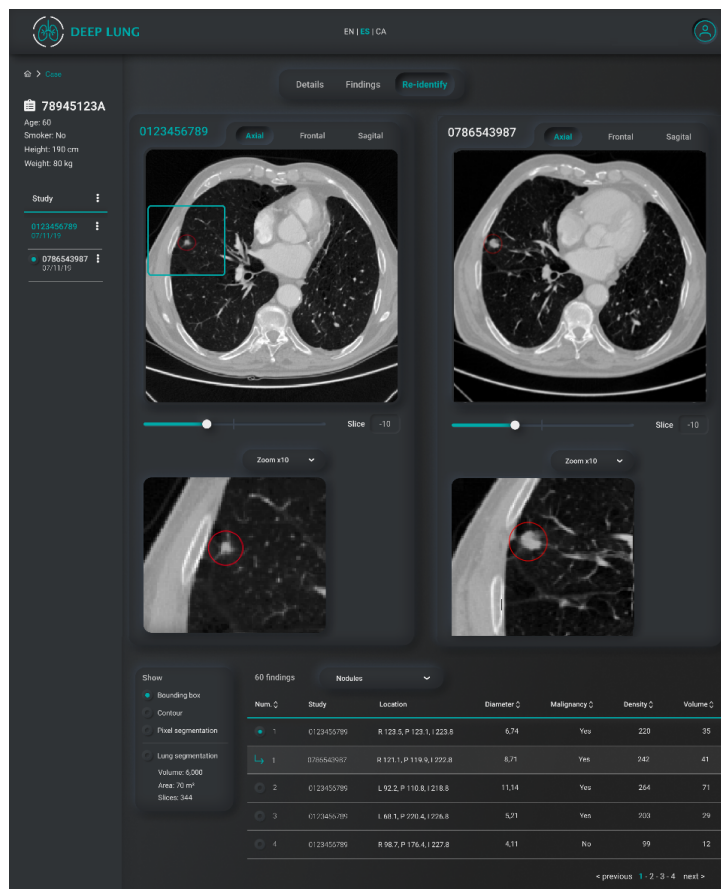 DEEP LUNG
EN | ES | CA
Case
Details Findings Re-identify
78945123A
Age: 60
Smoker: No
Height: 190 cm
Weight: 80 kg
Study
0123456789
07/11/19
0786543987
07/11/19
0123456789 Axial Frontal Sagital
0786543987 Axial Frontal Sagital
Slice -10
Slice -10
Zoom x10
Zoom x10
Show
Bounding box
Contour
Pixel segmentation
Lung segmentation
Volume: 6,000
Area: 70 m²
Slices: 344
60 findings Nodules
Num. Study Location Diameter Malignancy Density Volume
1 0123456789 R 123.5, P 123.1, I 223.8 6,74 Yes 220 35
1 0786543987 R 121.1, P 119.9, I 222.8 8,71 Yes 242 41
2 0123456789 L 92.2, P 110.8, I 218.8 11,14 Yes 264 71
3 0123456789 L 68.1, P 220.4, I 226.8 5,21 Yes 203 29
4 0123456789 R 98.7, P 176.4, I 227.8 4,11 No 99 12
< previous 1 - 2 - 3 - 4 next >